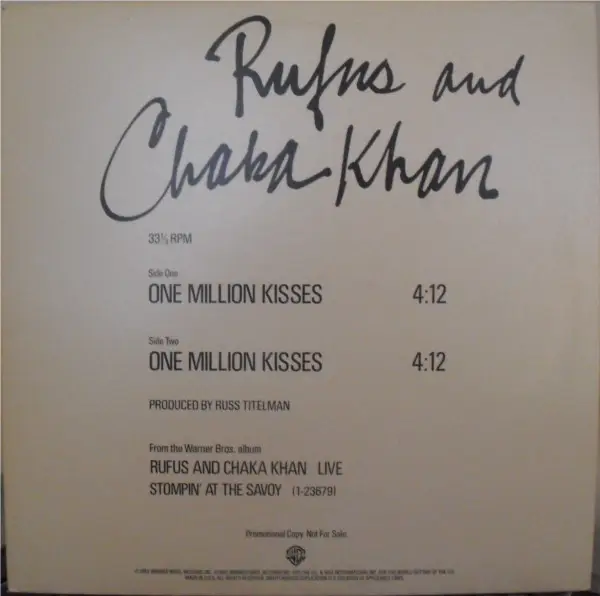 Rufus and
Chaka Khan
33⅓ RPM
Side One
ONE MILLION KISSES 4:12
Side Two
ONE MILLION KISSES 4:12
PRODUCED BY RUSS TITELMAN
From the Warner Bros. album
RUFUS AND CHAKA KHAN LIVE
STOMPIN' AT THE SAVOY (1-23679)
Promotional Copy. Not For Sale.